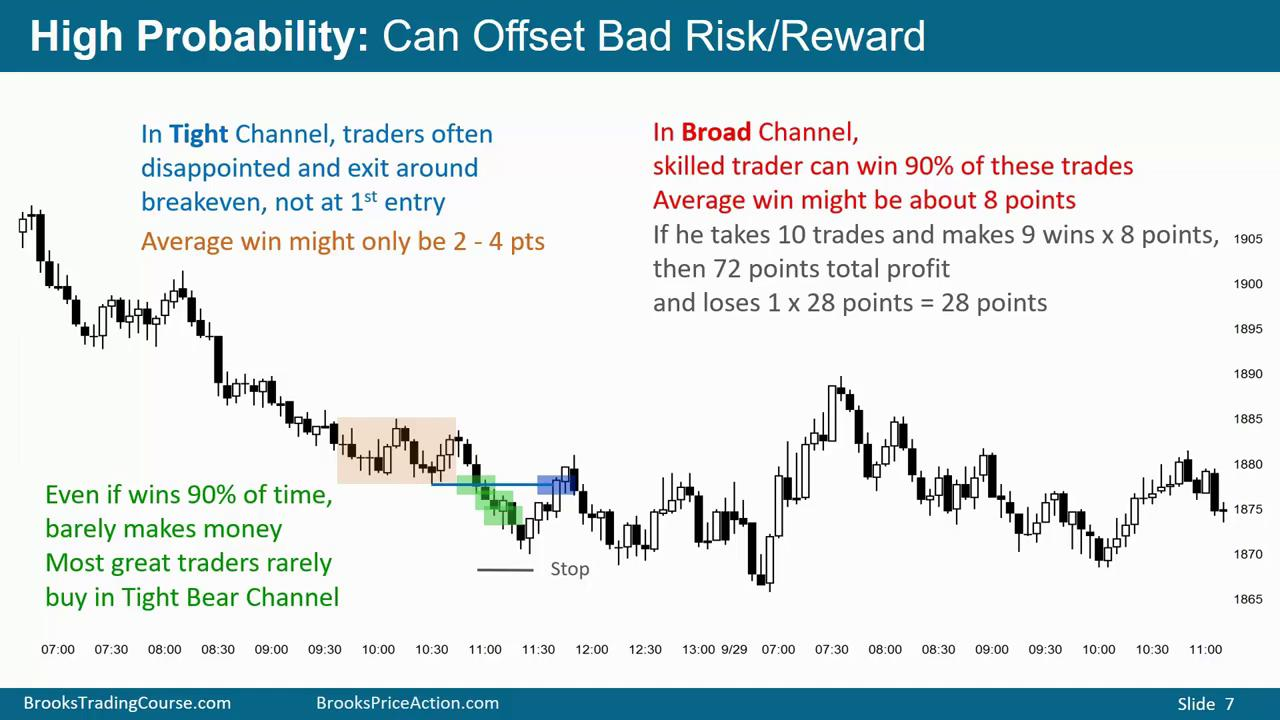 High Probability: Can Offset Bad Risk/Reward
In Tight Channel, traders often
disappointed and exit around
breakeven, not at 1st entry
Average win might only be 2 - 4 pts
In Broad Channel,
skilled trader can win 90% of these trades
Average win might be about 8 points
If he takes 10 trades and makes 9 wins x 8 points,
then 72 points total profit
and loses 1 x 28 points = 28 points
1905
1900
1895
1890
1885
1880
1875
1870
1865
Even if wins 90% of time,
barely makes money
Most great traders rarely
buy in Tight Bear Channel
Stop
07:00 07:30 08:00 08:30 09:00 09:30 10:00 10:30 11:00 11:30 12:00 12:30 13:00 9/29 07:00 07:30 08:00 08:30 09:00 09:30 10:00 10:30 11:00
BrooksTradingCourse.com BrooksPriceAction.com Slide 7